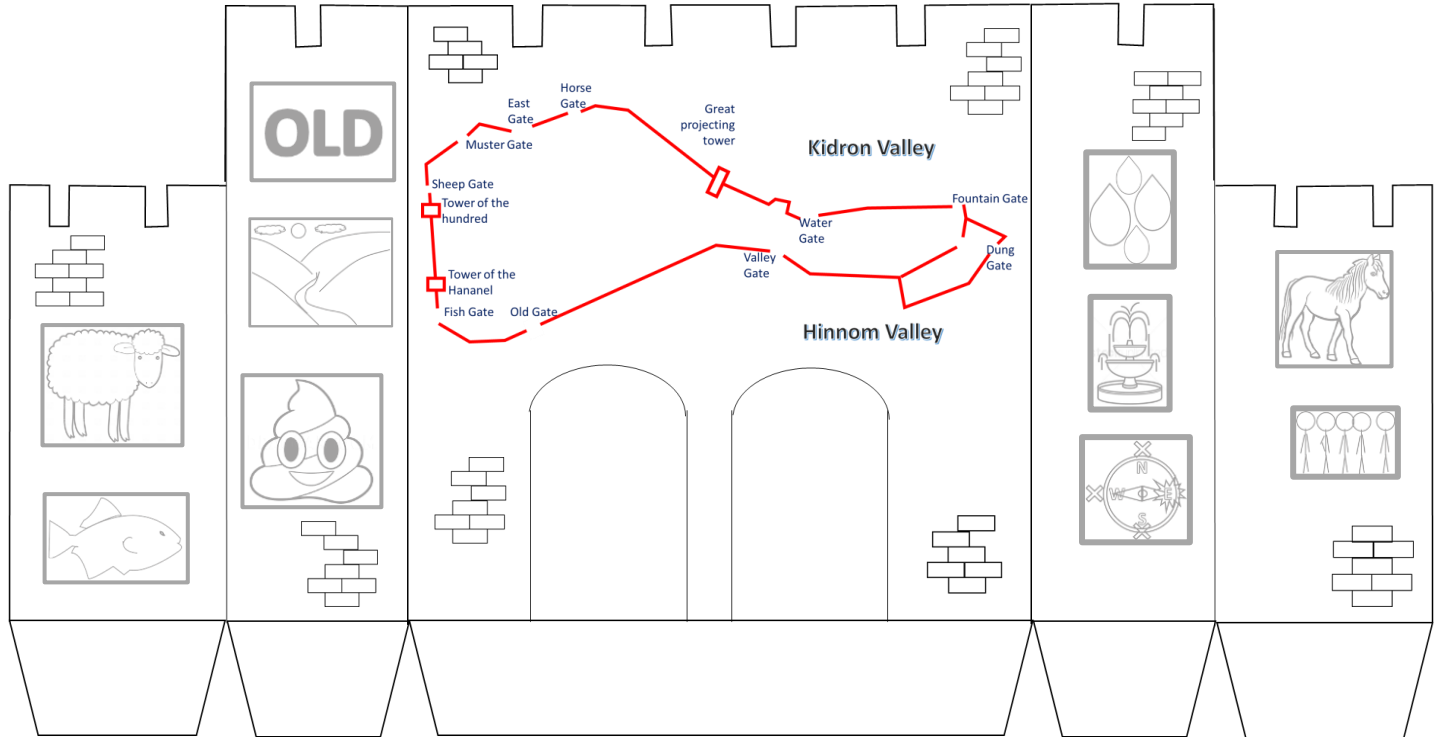 OLD
Horse
Gate
East
Gate
Muster Gate
Great
projecting
tower
Kidron Valley
Sheep Gate
Tower of the
hundred
Fountain Gate
Water
Gate
Dung
Gate
Valley
Gate
Tower of the
Hananel
Fish Gate
Old Gate
Hinnom Valley
N
W
E
S